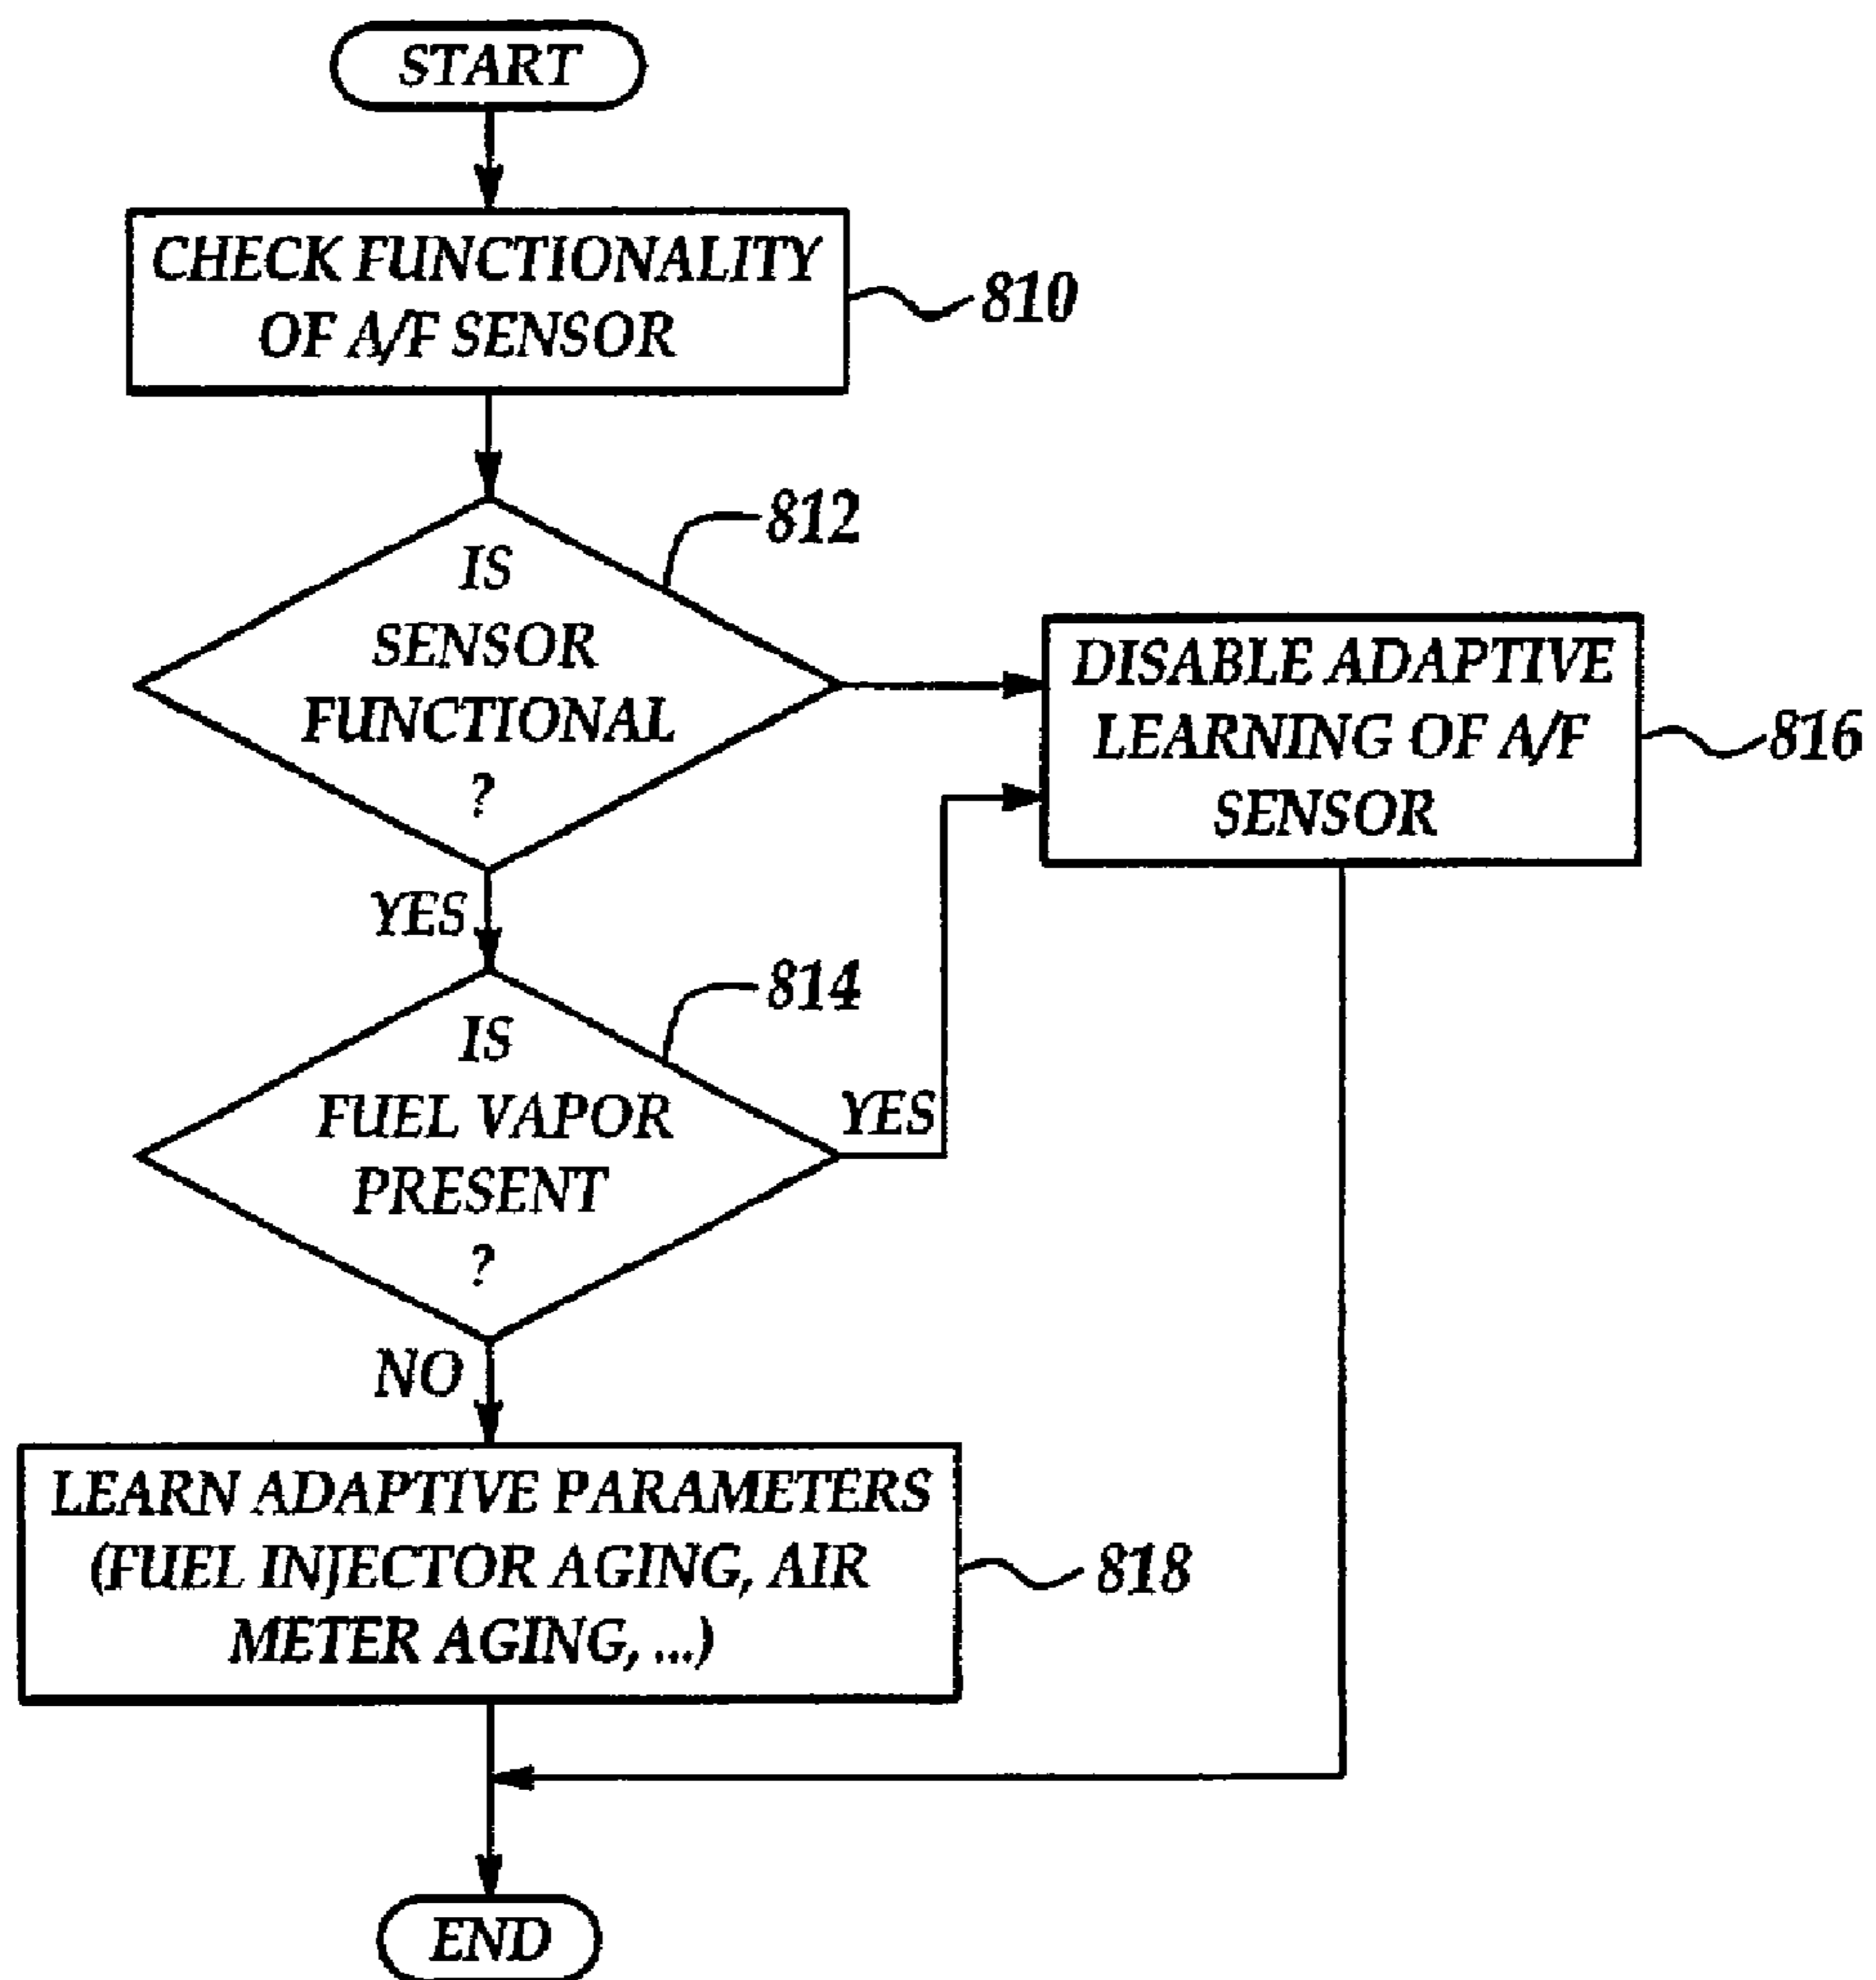 START
CHECK FUNCTIONALITY
OF A/F SENSOR
810
812
IS
SENSOR
FUNCTIONAL
?
DISABLE ADAPTIVE
LEARNING OF A/F
SENSOR
816
YES
814
IS
FUEL VAPOR
PRESENT
?
YES
NO
LEARN ADAPTIVE PARAMETERS
(FUEL INJECTOR AGING, AIR
METER AGING, ...)
818
END